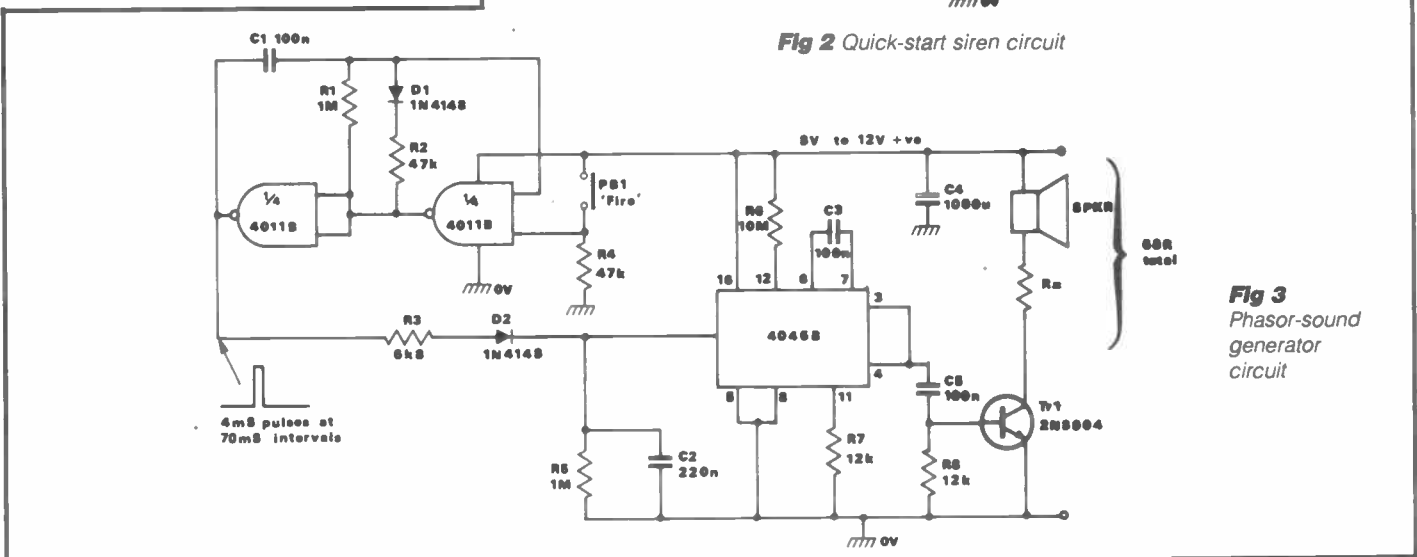 0V
Fig 2 Quick-start siren circuit
C1 100n
R1
1M
D1
1N4148
R2
47k
¼
4011B
¼
4011B
0V
PB1
'Fire'
R4
47k
8V to 12V +ve
R6
10M
C3
100n
C4
1000u
SPKR
Rx
68R
total
Fig 3
Phasor-sound
generator
circuit
16
12
6
7
3
4046B
4
5
8
11
R3
6k8
D2
1N4148
4mS pulses at
70mS intervals
R5
1M
C2
220n
R7
12k
C5
100n
R8
12k
Tr1
2N3904
0V